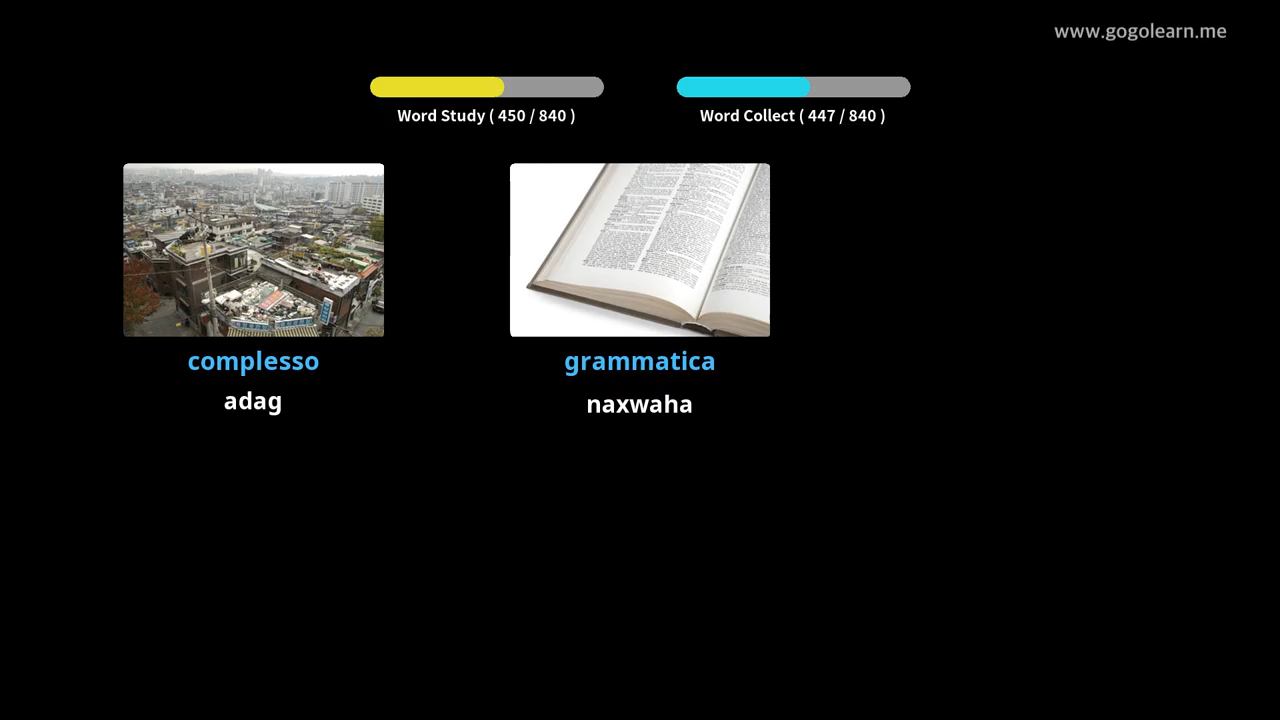 www.gogolearn.me
Word Study ( 450 / 840 )
Word Collect ( 447 / 840 )
complesso
adag
grammatica
naxwaha